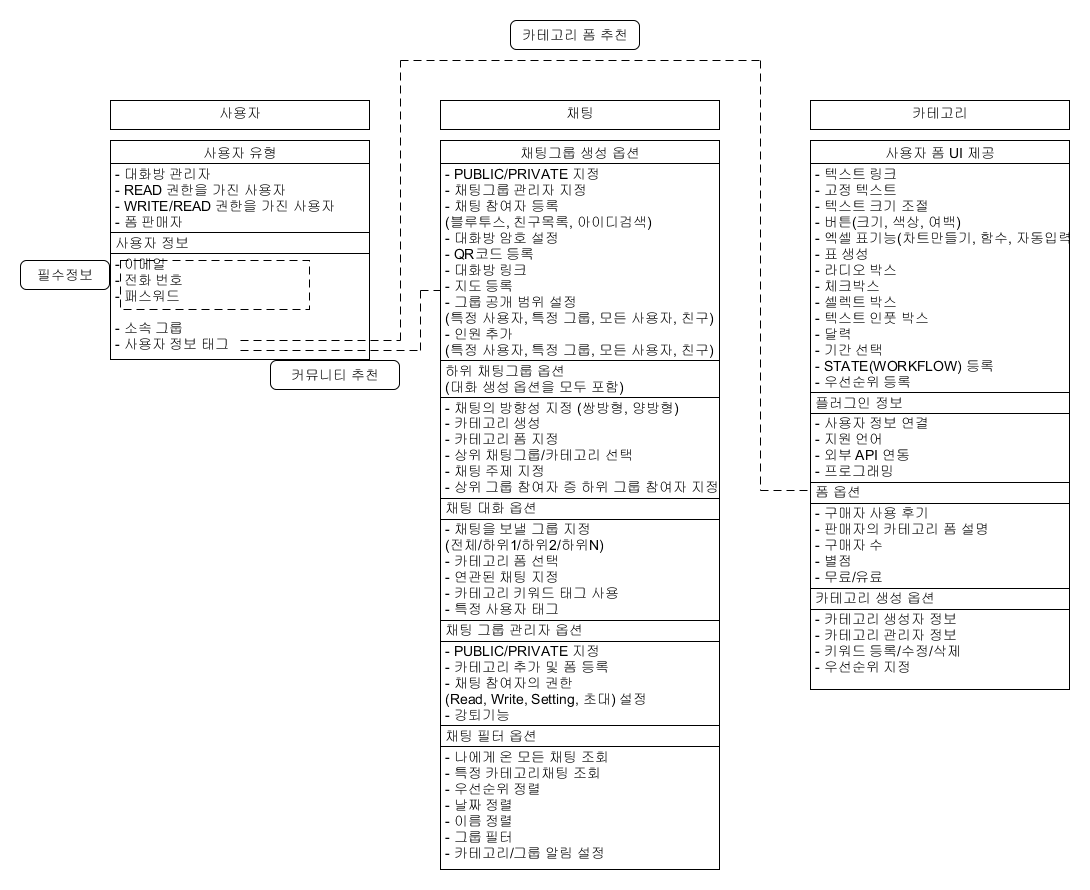 카테고리 폼 추천
사용자
사용자 유형
- 대화방 관리자
- READ 권한을 가진 사용자
- WRITE/READ 권한을 가진 사용자
- 폼 판매자
사용자 정보
- 이메일
- 전화 번호
- 패스워드
- 소속 그룹
- 사용자 정보 태그
필수정보
커뮤니티 추천
채팅
채팅그룹 생성 옵션
- PUBLIC/PRIVATE 지정
- 채팅그룹 관리자 지정
- 채팅 참여자 등록
(블루투스, 친구목록, 아이디검색)
- 대화방 암호 설정
- QR코드 등록
- 대화방 링크
- 지도 등록
- 그룹 공개 범위 설정
(특정 사용자, 특정 그룹, 모든 사용자, 친구)
- 인원 추가
(특정 사용자, 특정 그룹, 모든 사용자, 친구)
하위 채팅그룹 옵션
(대화 생성 옵션을 모두 포함)
- 채팅의 방향성 지정 (쌍방형, 양방형)
- 카테고리 생성
- 카테고리 폼 지정
- 상위 채팅그룹/카테고리 선택
- 채팅 주제 지정
- 상위 그룹 참여자 증 하위 그룹 참여자 지정
채팅 대화 옵션
- 채팅을 보낼 그룹 지정
(전체/하위1/하위2/하위N)
- 카테고리 폼 선택
- 연관된 채팅 지정
- 카테고리 키워드 태그 사용
- 특정 사용자 태그
채팅 그룹 관리자 옵션
- PUBLIC/PRIVATE 지정
- 카테고리 추가 및 폼 등록
- 채팅 참여자의 권한
(Read, Write, Setting, 초대) 설정
- 강퇴기능
채팅 필터 옵션
- 나에게 온 모든 채팅 조회
- 특정 카테고리채팅 조회
- 우선순위 정렬
- 날짜 정렬
- 이름 정렬
- 그룹 필터
- 카테고리/그룹 알림 설정
카테고리
사용자 폼 UI 제공
- 텍스트 링크
- 고정 텍스트
- 텍스트 크기 조절
- 버튼(크기, 색상, 여백)
- 엑셀 표기능(차트만들기, 함수, 자동입력
- 표 생성
- 라디오 박스
- 체크박스
- 셀렉트 박스
- 텍스트 인풋 박스
- 달력
- 기간 선택
- STATE(WORKFLOW) 등록
- 우선순위 등록
플러그인 정보
- 사용자 정보 연결
- 지원 언어
- 외부 API 연동
- 프로그래밍
폼 옵션
- 구매자 사용 후기
- 판매자의 카테고리 폼 설명
- 구매자 수
- 별점
- 무료/유료
카테고리 생성 옵션
- 카테고리 생성자 정보
- 카테고리 관리자 정보
- 키워드 등록/수정/삭제
- 우선순위 지정